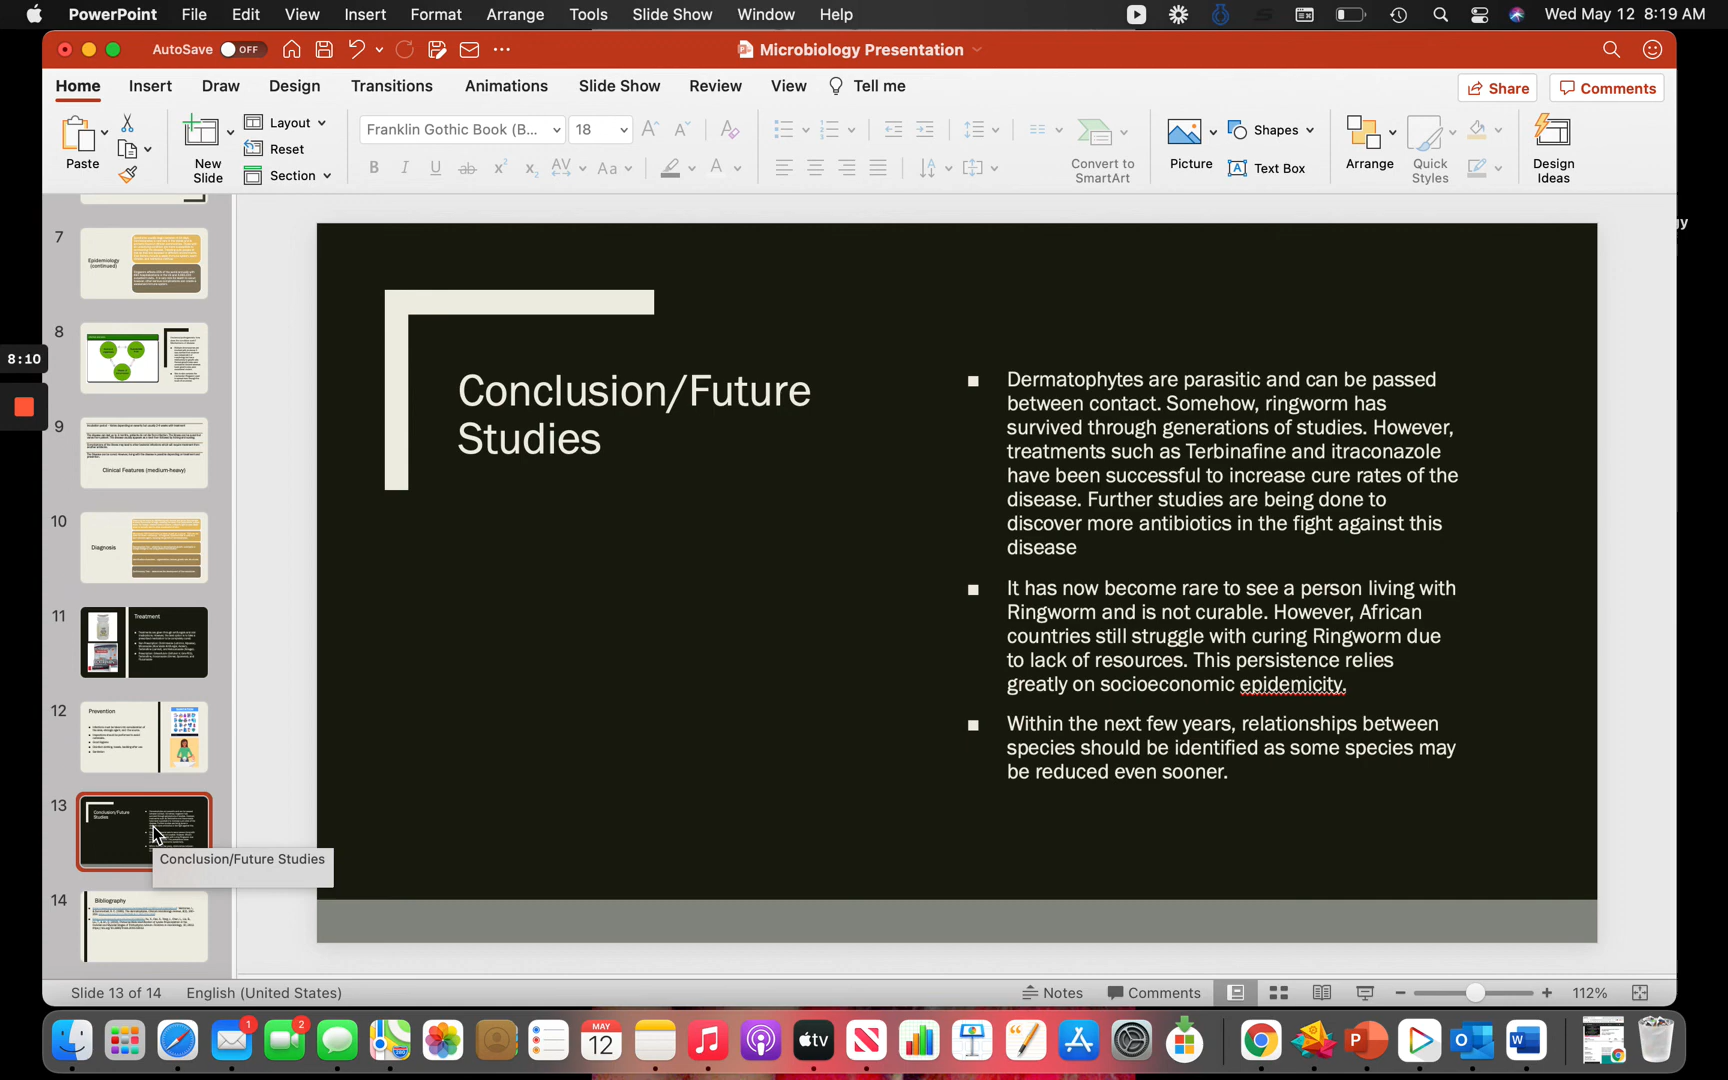 PowerPoint File Edit View Insert Format Arrange Tools Slide Show Window Help Wed May 12 8:19 AM
AutoSave OFF Microbiology Presentation
Home Insert Draw Design Transitions Animations Slide Show Review View Tell me Share Comments
Paste
New
Slide
Layout
Reset
Section
Franklin Gothic Book (B... 18
Convert to
SmartArt
Picture
Shapes
Text Box
Arrange
Quick
Styles
Design
Ideas
8:10
7
Epidemiology
(continued)
8
9
Clinical Features (medium-heavy)
10
Diagnosis
11
Treatment
12
Prevention
13
Conclusion/Future
Studies
Conclusion/Future Studies
14
Bibliography
Conclusion/Future
Studies
Dermatophytes are parasitic and can be passed
between contact. Somehow, ringworm has
survived through generations of studies. However,
treatments such as Terbinafine and itraconazole
have been successful to increase cure rates of the
disease. Further studies are being done to
discover more antibiotics in the fight against this
disease
It has now become rare to see a person living with
Ringworm and is not curable. However, African
countries still struggle with curing Ringworm due
to lack of resources. This persistence relies
greatly on socioeconomic epidemicity.
Within the next few years, relationships between
species should be identified as some species may
be reduced even sooner.
Slide 13 of 14 English (United States) Notes Comments 112%
1
2
MAY
12
tv